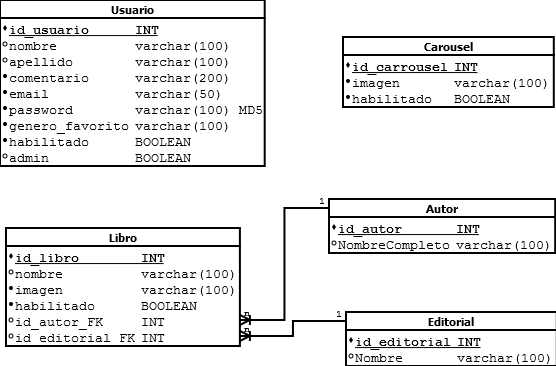 Usuario
id_usuario INT
nombre varchar(100)
apellido varchar(100)
comentario varchar(200)
email varchar(50)
password varchar(100) MD5
genero_favorito varchar(100)
habilitado BOOLEAN
admin BOOLEAN
Carousel
id_carrousel INT
imagen varchar(100)
habilitado BOOLEAN
1
Autor
id_autor INT
NombreCompleto varchar(100)
Libro
id_libro INT
nombre varchar(100)
imagen varchar(100)
habilitado BOOLEAN
id_autor_FK INT
id_editorial_FK INT
1
Editorial
id_editorial INT
Nombre varchar(100)